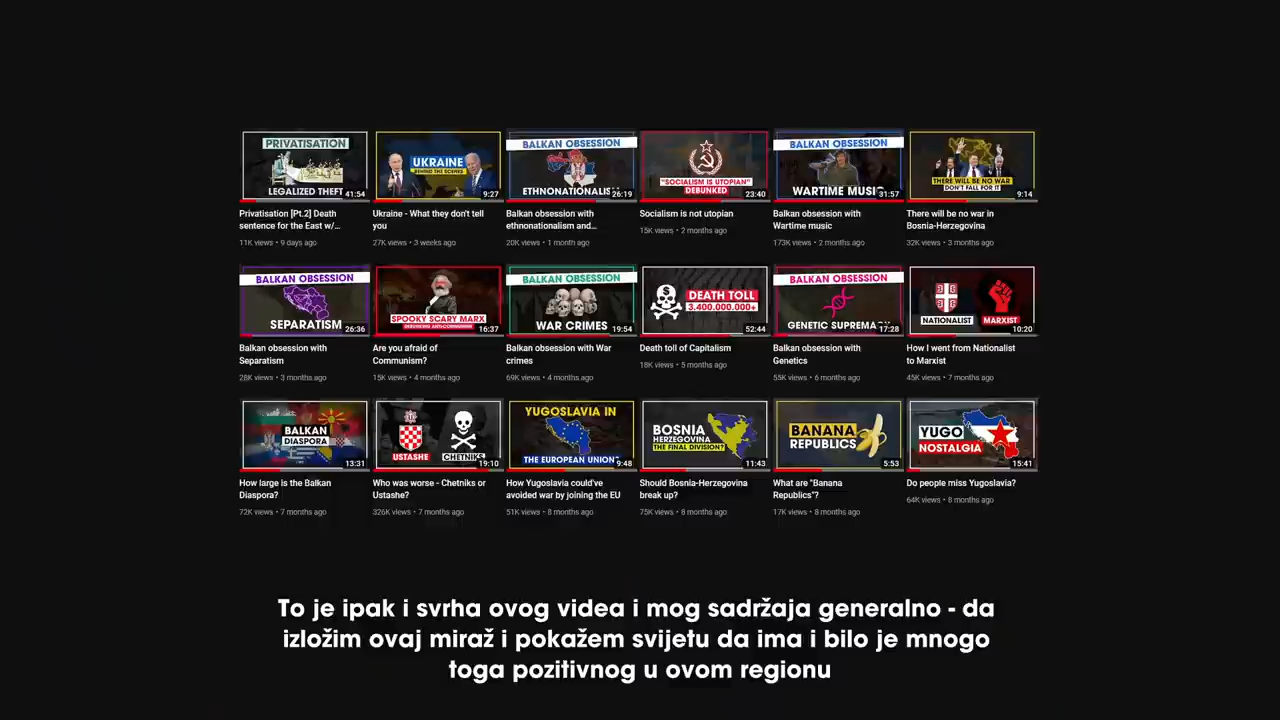 PRIVATISATION
LEGALIZED THEFT
41:54
UKRAINE
BEHIND THE SCENES
9:27
BALKAN OBSESSION
ETHNONATIONALIS
26:19
"SOCIALISM IS UTOPIAN"
DEBUNKED
23:40
BALKAN OBSESSION
WARTIME MUSIC
31:57
THERE WILL BE NO WAR
DON'T FALL FOR IT
9:14
Privatisation [Pt.2] Death
sentence for the East w/...
11K views • 9 days ago
Ukraine - What they don't tell
you
27K views • 3 weeks ago
Balkan obsession with
ethnonationalism and...
20K views • 1 month ago
Socialism is not utopian
15K views • 2 months ago
Balkan obsession with
Wartime music
173K views • 2 months ago
There will be no war in
Bosnia-Herzegovina
32K views • 3 months ago
BALKAN OBSESSION
SEPARATISM
26:36
SPOOKY SCARY MARX
DEBUNKING ANTI-COMMUNISM
16:37
BALKAN OBSESSION
WAR CRIMES
19:54
$
DEATH TOLL
3.400.000.000+
52:44
BALKAN OBSESSION
GENETIC SUPREMA
17:28
NATIONALIST
MARXIST
10:20
Balkan obsession with
Separatism
28K views • 3 months ago
Are you afraid of
Communism?
15K views • 4 months ago
Balkan obsession with War
crimes
69K views • 4 months ago
Death toll of Capitalism
18K views • 5 months ago
Balkan obsession with
Genetics
55K views • 6 months ago
How I went from Nationalist
to Marxist
45K views • 7 months ago
BALKAN
DIASPORA
13:31
USTASHE
CHETNIKS
19:10
YUGOSLAVIA IN
THE EUROPEAN UNION?
9:48
BOSNIA
HERZEGOVINA
THE FINAL DIVISION?
11:43
BANANA
REPUBLICS
5:53
YUGO
NOSTALGIA
15:41
How large is the Balkan
Diaspora?
72K views • 7 months ago
Who was worse - Chetniks or
Ustashe?
326K views • 7 months ago
How Yugoslavia could've
avoided war by joining the EU
51K views • 8 months ago
Should Bosnia-Herzegovina
break up?
75K views • 8 months ago
What are "Banana
Republics"?
17K views • 8 months ago
Do people miss Yugoslavia?
64K views • 8 months ago
To je ipak i svrha ovog videa i mog sadržaja generalno - da
izložim ovaj miraž i pokažem svijetu da ima i bilo je mnogo
toga pozitivnog u ovom regionu